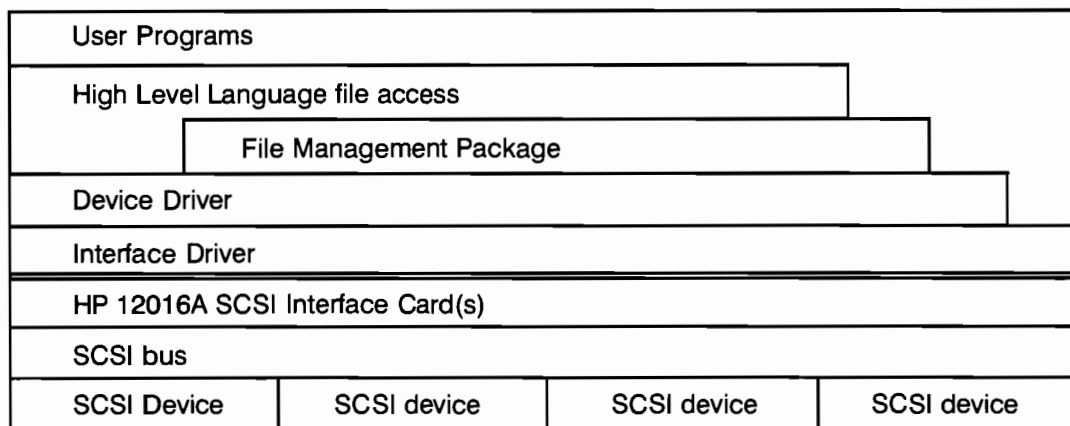 User Programs
High Level Language file access
File Management Package
Device Driver
Interface Driver
HP 12016A SCSI Interface Card(s)
SCSI bus
SCSI Device SCSI device SCSI device SCSI device